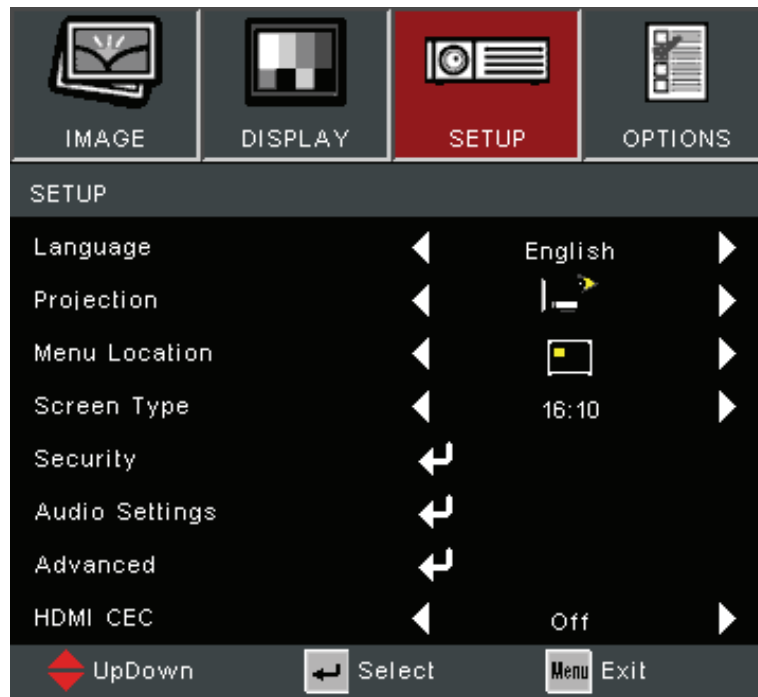 IMAGE DISPLAY SETUP OPTIONS
SETUP
Language English
Projection
Menu Location
Screen Type 16:10
Security
Audio Settings
Advanced
HDMI CEC Off
UpDown Select Menu Exit